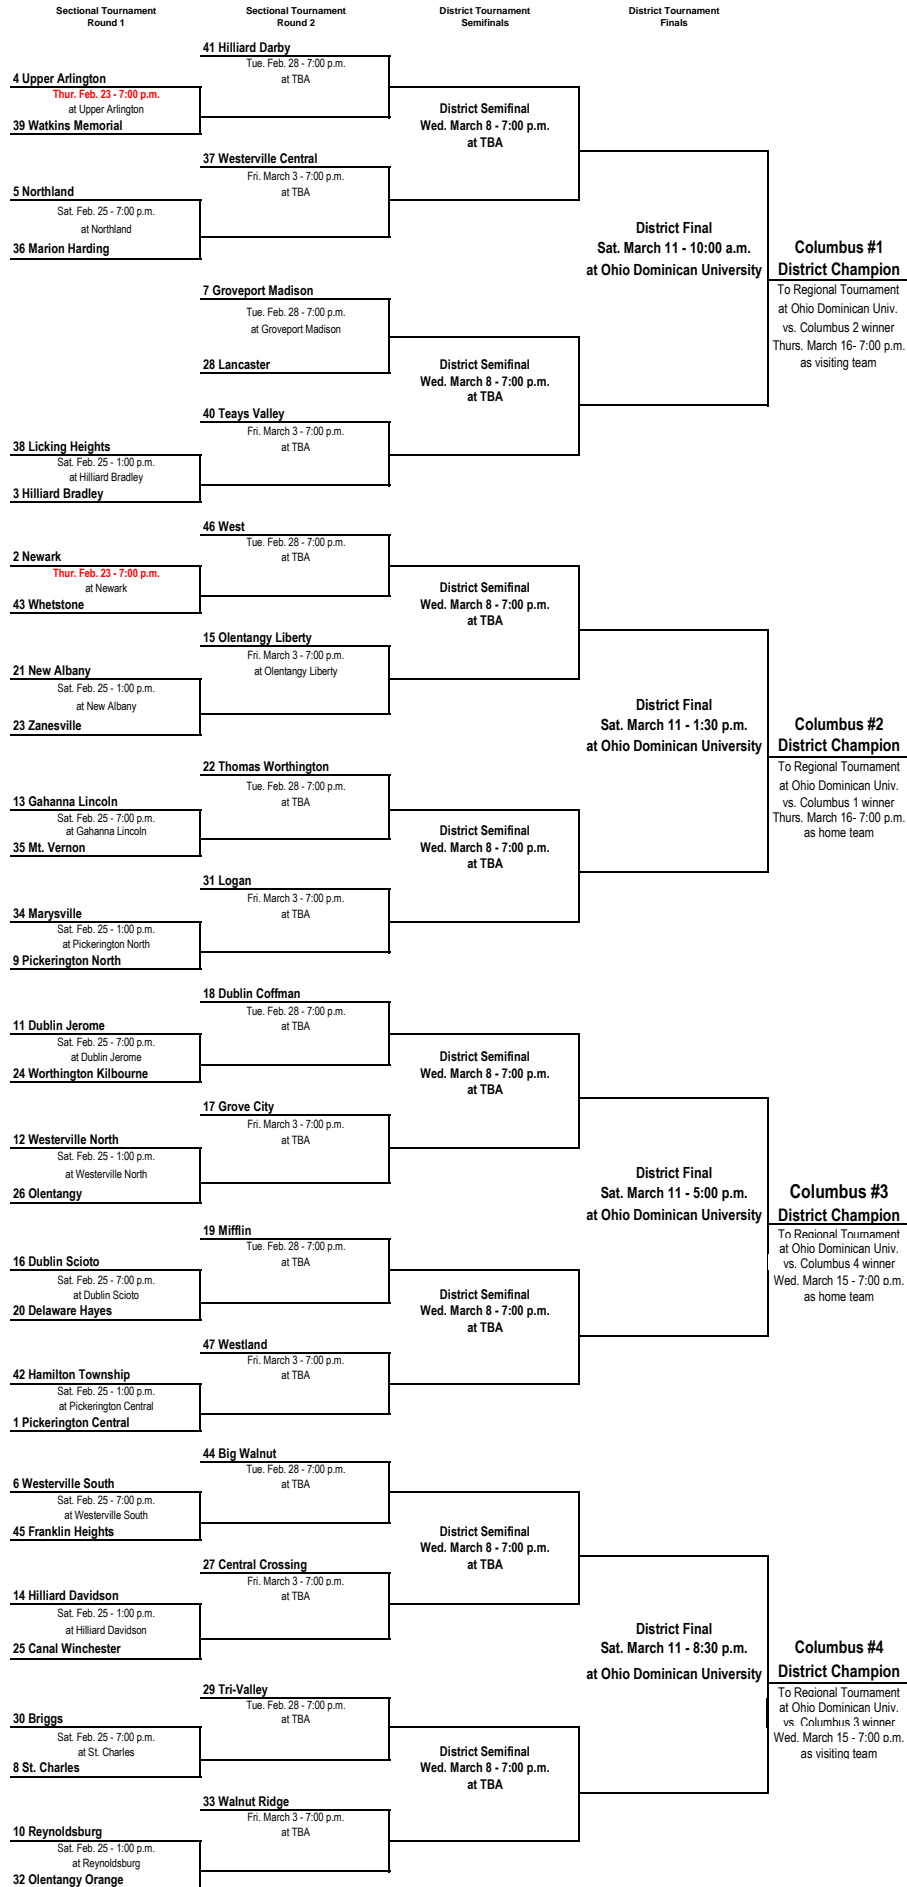 Sectional Tournament
Round 1
Sectional Tournament
Round 2
District Tournament
Semifinals
District Tournament
Finals
41 Hilliard Darby
Tue. Feb. 28 - 7:00 p.m.
at TBA
4 Upper Arlington
Thur. Feb. 23 - 7:00 p.m.
at Upper Arlington
39 Watkins Memorial
District Semifinal
Wed. March 8 - 7:00 p.m.
at TBA
37 Westerville Central
Fri. March 3 - 7:00 p.m.
at TBA
5 Northland
Sat. Feb. 25 - 7:00 p.m.
at Northland
36 Marion Harding
District Final
Sat. March 11 - 10:00 a.m.
at Ohio Dominican University
Columbus #1
District Champion
To Regional Tournament
at Ohio Dominican Univ.
vs. Columbus 2 winner
Thurs. March 16- 7:00 p.m.
as visiting team
7 Groveport Madison
Tue. Feb. 28 - 7:00 p.m.
at Groveport Madison
28 Lancaster
District Semifinal
Wed. March 8 - 7:00 p.m.
at TBA
40 Teays Valley
Fri. March 3 - 7:00 p.m.
at TBA
38 Licking Heights
Sat. Feb. 25 - 1:00 p.m.
at Hilliard Bradley
3 Hilliard Bradley
46 West
Tue. Feb. 28 - 7:00 p.m.
at TBA
2 Newark
Thur. Feb. 23 - 7:00 p.m.
at Newark
43 Whetstone
District Semifinal
Wed. March 8 - 7:00 p.m.
at TBA
15 Olentangy Liberty
Fri. March 3 - 7:00 p.m.
at Olentangy Liberty
21 New Albany
Sat. Feb. 25 - 1:00 p.m.
at New Albany
23 Zanesville
District Final
Sat. March 11 - 1:30 p.m.
at Ohio Dominican University
Columbus #2
District Champion
To Regional Tournament
at Ohio Dominican Univ.
vs. Columbus 1 winner
Thurs. March 16- 7:00 p.m.
as home team
22 Thomas Worthington
Tue. Feb. 28 - 7:00 p.m.
at TBA
13 Gahanna Lincoln
Sat. Feb. 25 - 7:00 p.m.
at Gahanna Lincoln
35 Mt. Vernon
District Semifinal
Wed. March 8 - 7:00 p.m.
at TBA
31 Logan
Fri. March 3 - 7:00 p.m.
at TBA
34 Marysville
Sat. Feb. 25 - 1:00 p.m.
at Pickerington North
9 Pickerington North
18 Dublin Coffman
Tue. Feb. 28 - 7:00 p.m.
at TBA
11 Dublin Jerome
Sat. Feb. 25 - 7:00 p.m.
at Dublin Jerome
24 Worthington Kilbourne
District Semifinal
Wed. March 8 - 7:00 p.m.
at TBA
17 Grove City
Fri. March 3 - 7:00 p.m.
at TBA
12 Westerville North
Sat. Feb. 25 - 1:00 p.m.
at Westerville North
26 Olentangy
District Final
Sat. March 11 - 5:00 p.m.
at Ohio Dominican University
Columbus #3
District Champion
To Regional Tournament
at Ohio Dominican Univ.
vs. Columbus 4 winner
Wed. March 15 - 7:00 p.m.
as home team
19 Mifflin
Tue. Feb. 28 - 7:00 p.m.
at TBA
16 Dublin Scioto
Sat. Feb. 25 - 7:00 p.m.
at Dublin Scioto
20 Delaware Hayes
District Semifinal
Wed. March 8 - 7:00 p.m.
at TBA
47 Westland
Fri. March 3 - 7:00 p.m.
at TBA
42 Hamilton Township
Sat. Feb. 25 - 1:00 p.m.
at Pickerington Central
1 Pickerington Central
44 Big Walnut
Tue. Feb. 28 - 7:00 p.m.
at TBA
6 Westerville South
Sat. Feb. 25 - 7:00 p.m.
at Westerville South
45 Franklin Heights
District Semifinal
Wed. March 8 - 7:00 p.m.
at TBA
27 Central Crossing
Fri. March 3 - 7:00 p.m.
at TBA
14 Hilliard Davidson
Sat. Feb. 25 - 1:00 p.m.
at Hilliard Davidson
25 Canal Winchester
District Final
Sat. March 11 - 8:30 p.m.
at Ohio Dominican University
Columbus #4
District Champion
To Regional Tournament
at Ohio Dominican Univ.
vs. Columbus 3 winner
Wed. March 15 - 7:00 p.m.
as visiting team
29 Tri-Valley
Tue. Feb. 28 - 7:00 p.m.
at TBA
30 Briggs
Sat. Feb. 25 - 7:00 p.m.
at St. Charles
8 St. Charles
District Semifinal
Wed. March 8 - 7:00 p.m.
at TBA
33 Walnut Ridge
Fri. March 3 - 7:00 p.m.
at TBA
10 Reynoldsburg
Sat. Feb. 25 - 1:00 p.m.
at Reynoldsburg
32 Olentangy Orange